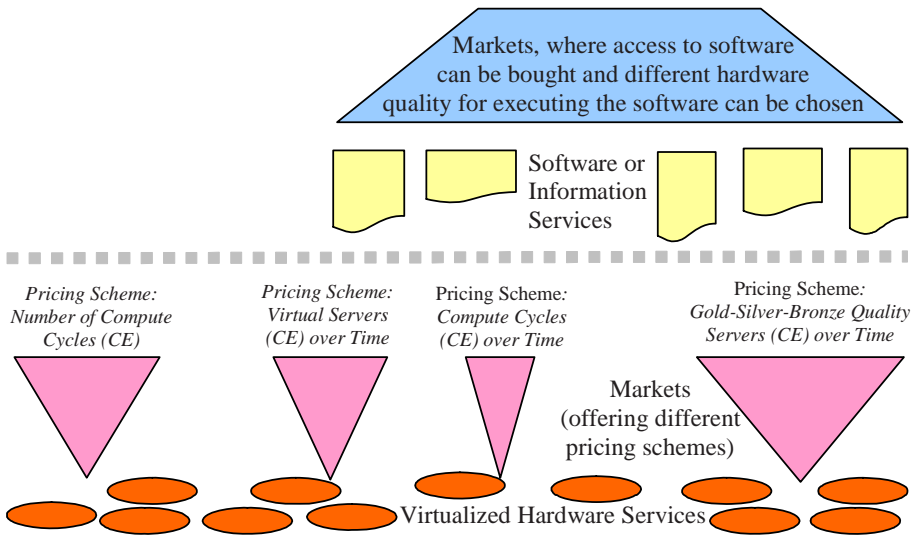 Markets, where access to software
can be bought and different hardware
quality for executing the software can be chosen
Software or
Information
Services
Pricing Scheme:
Number of Compute
Cycles (CE)
Pricing Scheme:
Virtual Servers
(CE) over Time
Pricing Scheme:
Compute Cycles
(CE) over Time
Pricing Scheme:
Gold-Silver-Bronze Quality
Servers (CE) over Time
Markets
(offering different
pricing schemes)
Virtualized Hardware Services